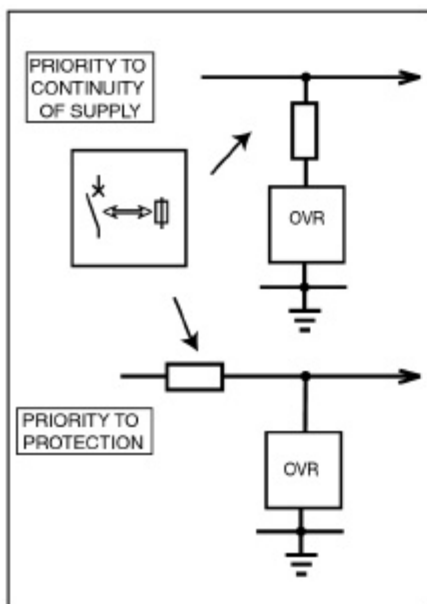 PRIORITY TO
CONTINUITY
OF SUPPLY
OVR
PRIORITY TO
PROTECTION
OVR